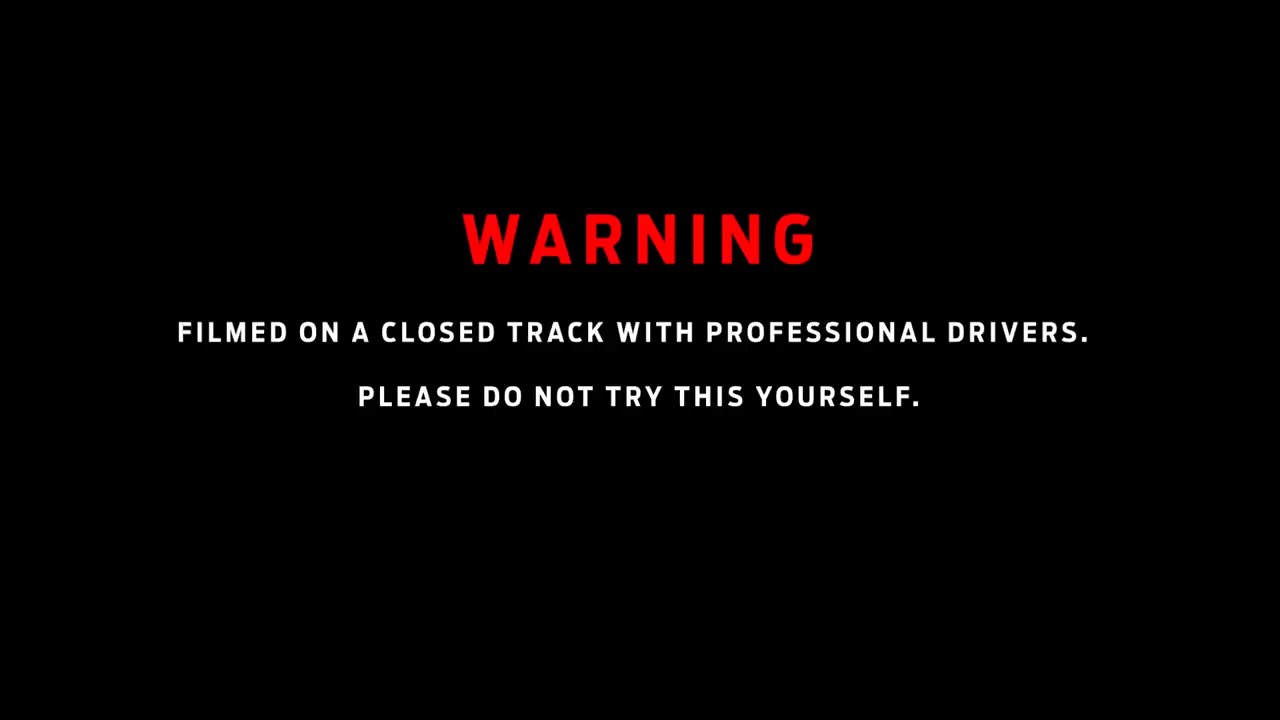 WARNING
FILMED ON A CLOSED TRACK WITH PROFESSIONAL DRIVERS.
PLEASE DO NOT TRY THIS YOURSELF.